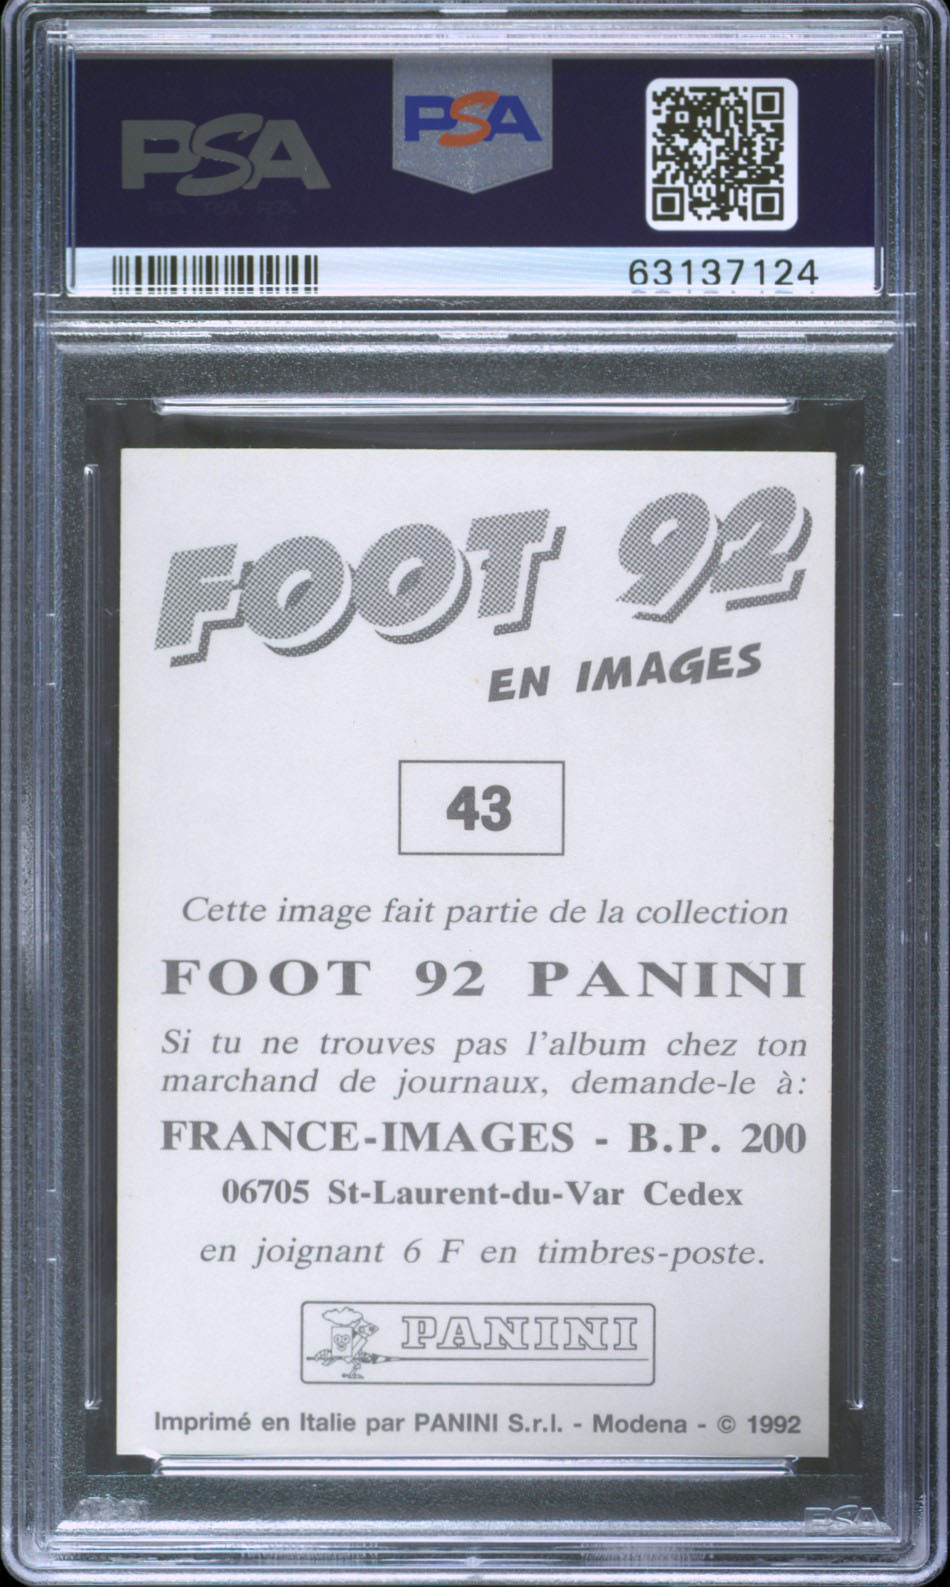 PSA
PSA
63137124
FOOT 92
EN IMAGES
43
Cette image fait partie de la collection
FOOT 92 PANINI
Si tu ne trouves pas l'album chez ton
marchand de journaux, demande-le à:
FRANCE-IMAGES - B.P. 200
06705 St-Laurent-du-Var Cedex
en joignant 6 F en timbres-poste.
PANINI
Imprimé en Italie par PANINI S.r.l. - Modena - © 1992
PSA